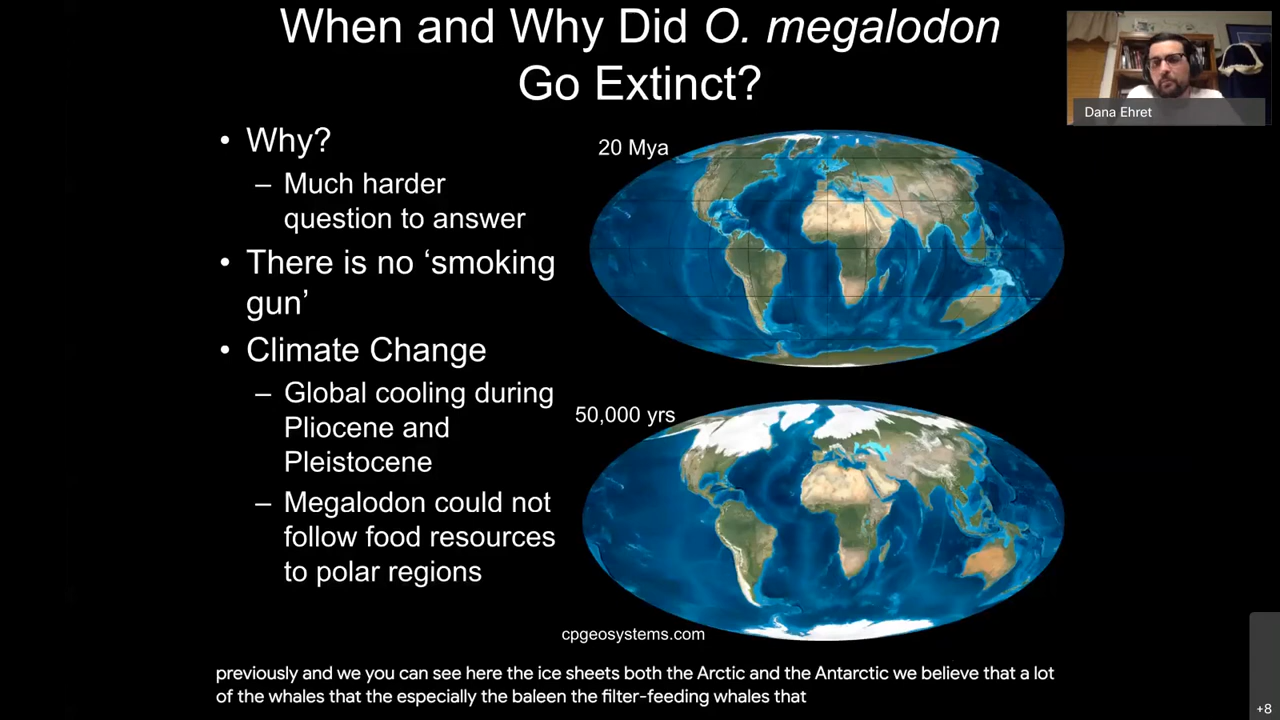 When and Why Did O. megalodon
Go Extinct?
Dana Ehret
• Why?
– Much harder
question to answer
• There is no ‘smoking
gun’
• Climate Change
– Global cooling during
Pliocene and
Pleistocene
– Megalodon could not
follow food resources
to polar regions
20 Mya
50,000 yrs
cpgeosystems.com
previously and we you can see here the ice sheets both the Arctic and the Antarctic we believe that a lot
of the whales that the especially the baleen the filter-feeding whales that
+8